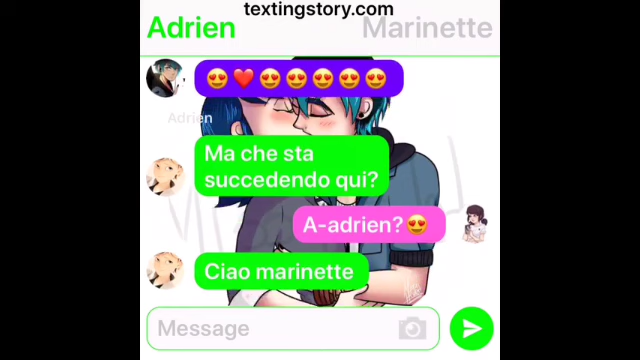 textingstory.com
Adrien
Marinette
😍❤️😍😍😍😍😍
Adrien
Ma che sta
succedendo qui?
A-adrien?😍
Ciao marinette
Message